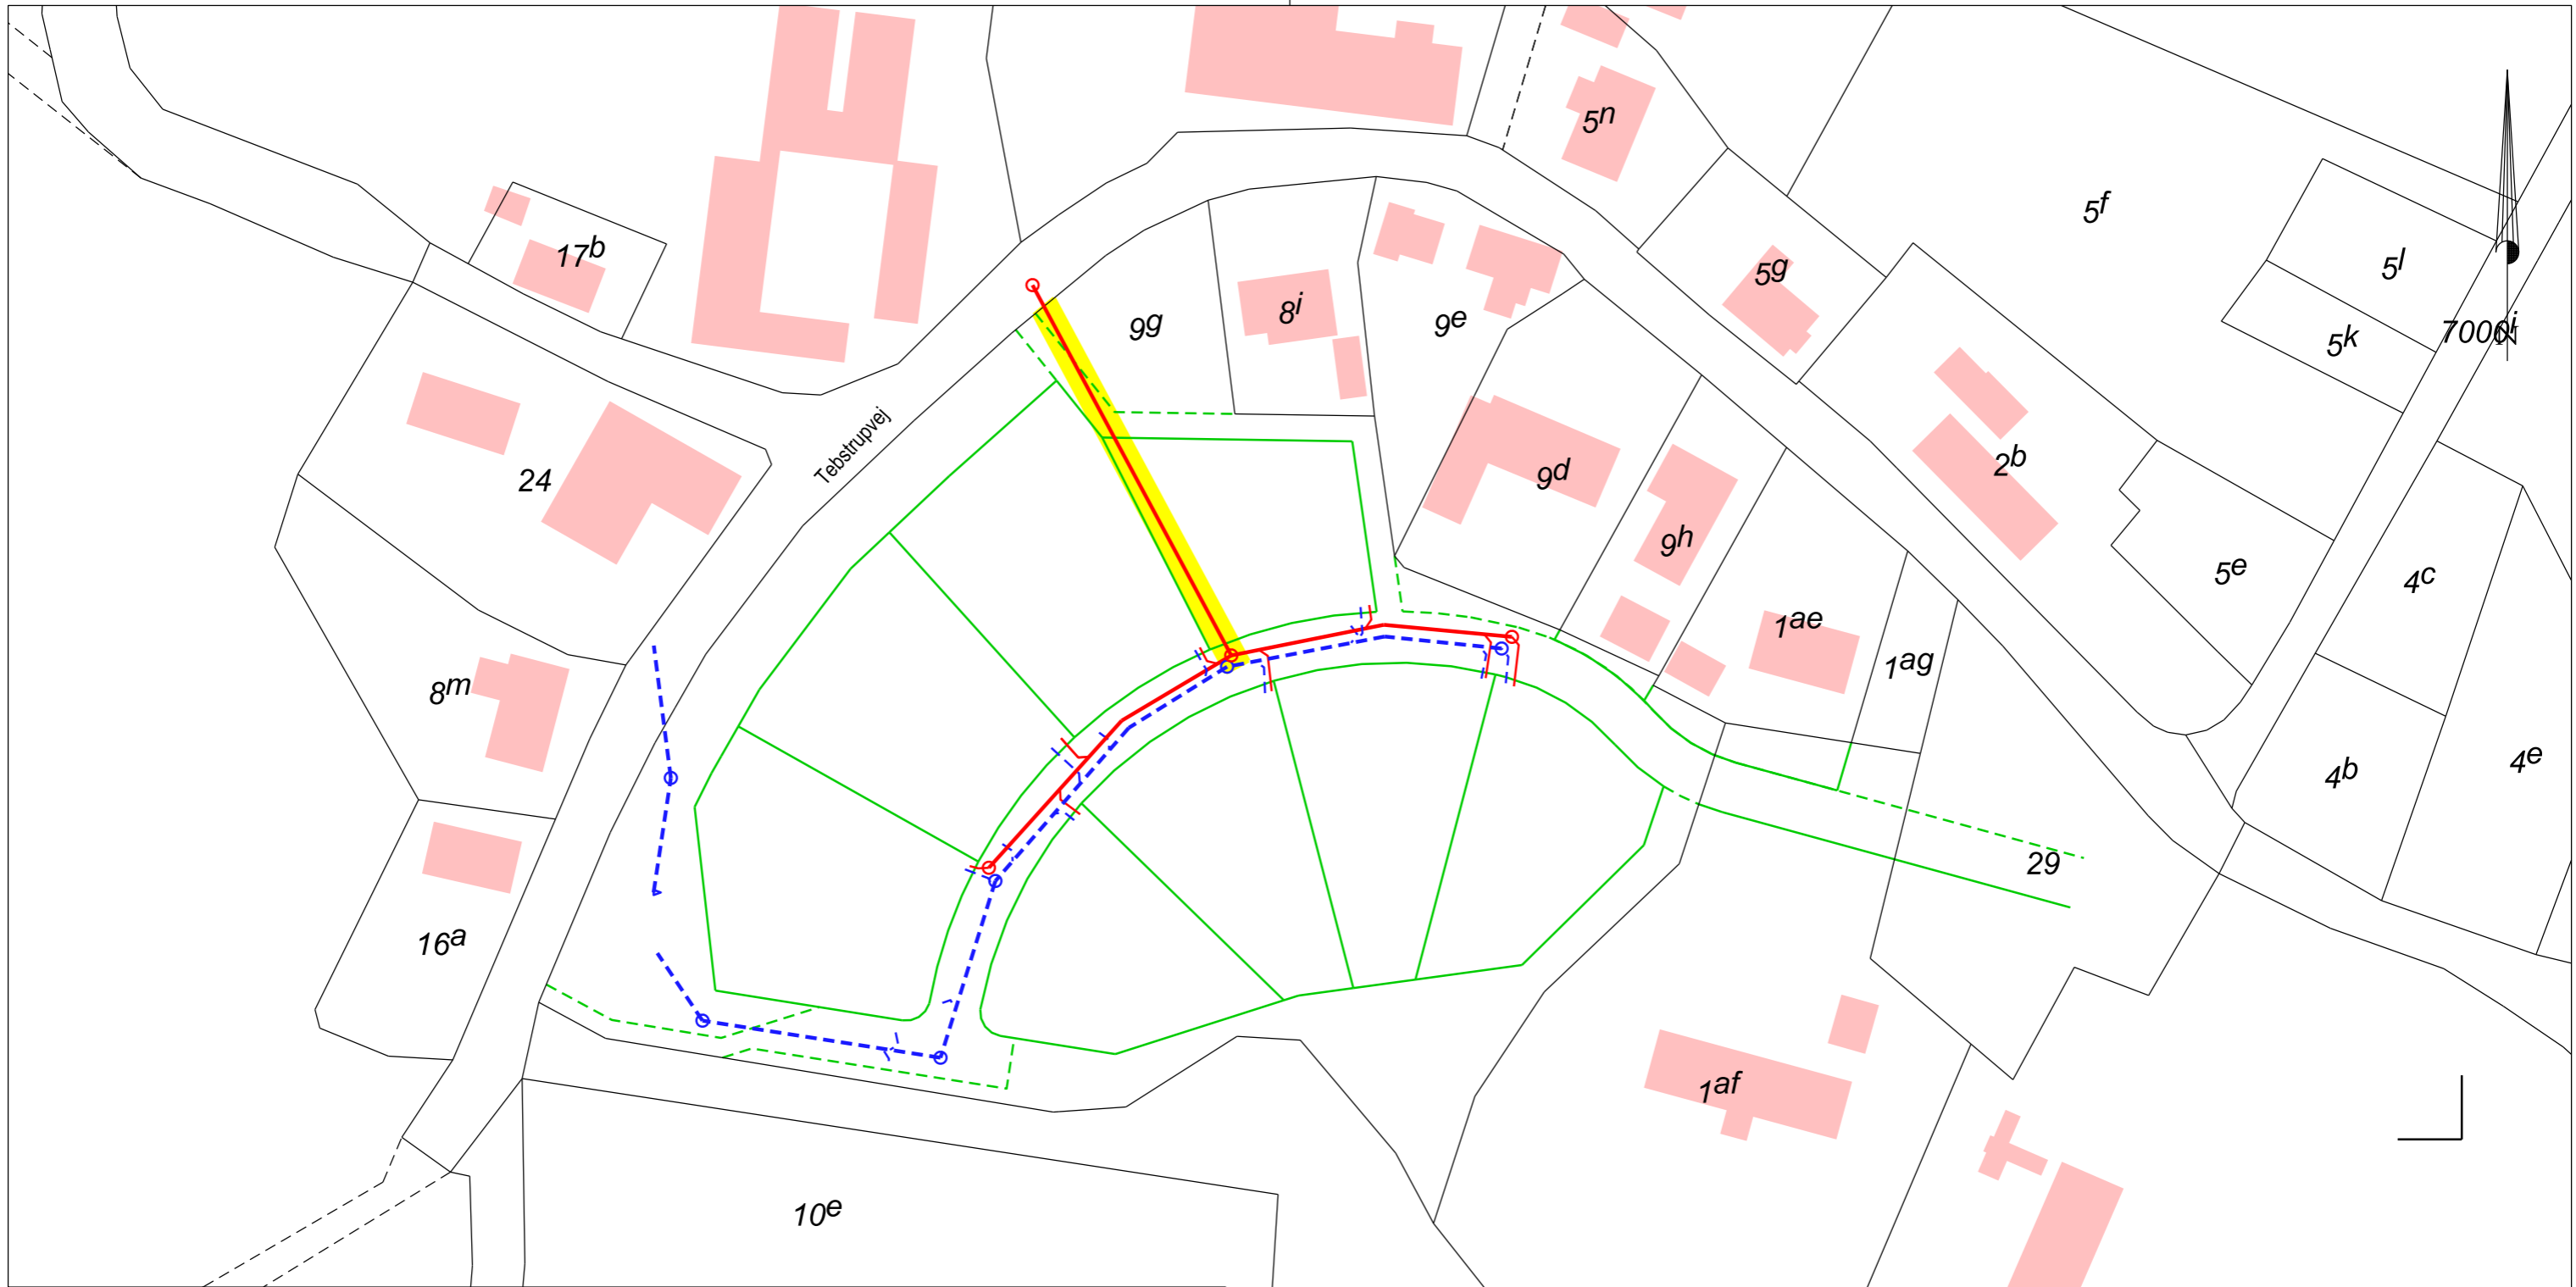 5n
5f
17b
5l
5g
8i
9g
9e
7000i
N
5k
Tebstrupvej
2b
9d
24
9h
5e
4c
1ae
1ag
8m
4e
4b
29
16a
1af
10e